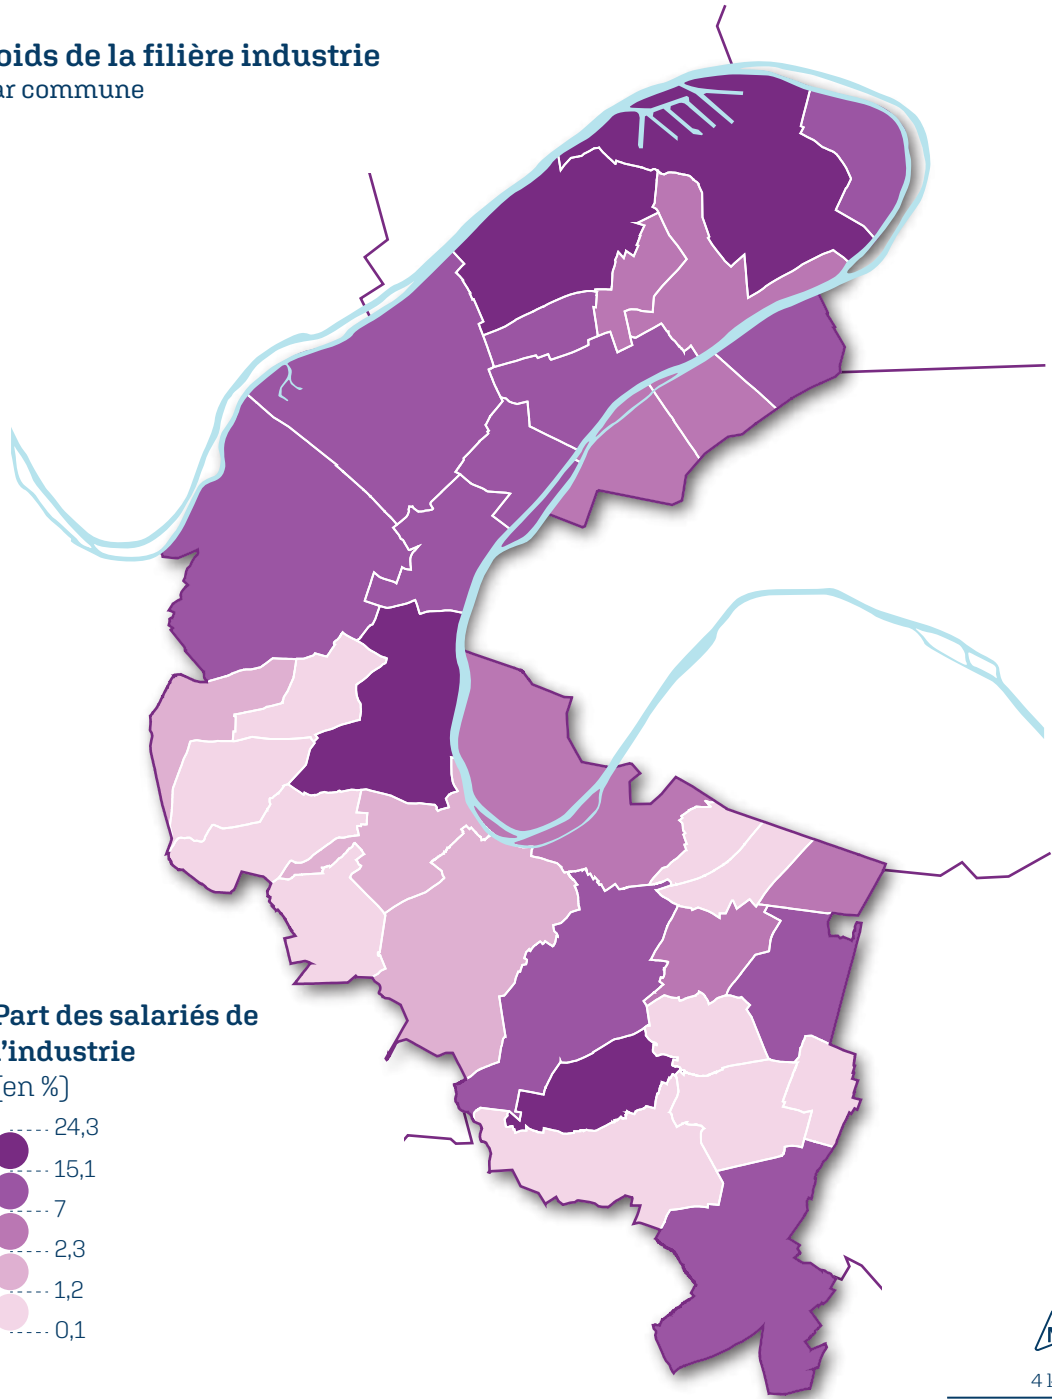 oids de la filière industrie
ar commune
Part des salariés de
l'industrie
(en %)
24,3
15,1
7
2,3
1,2
0,1
N
4